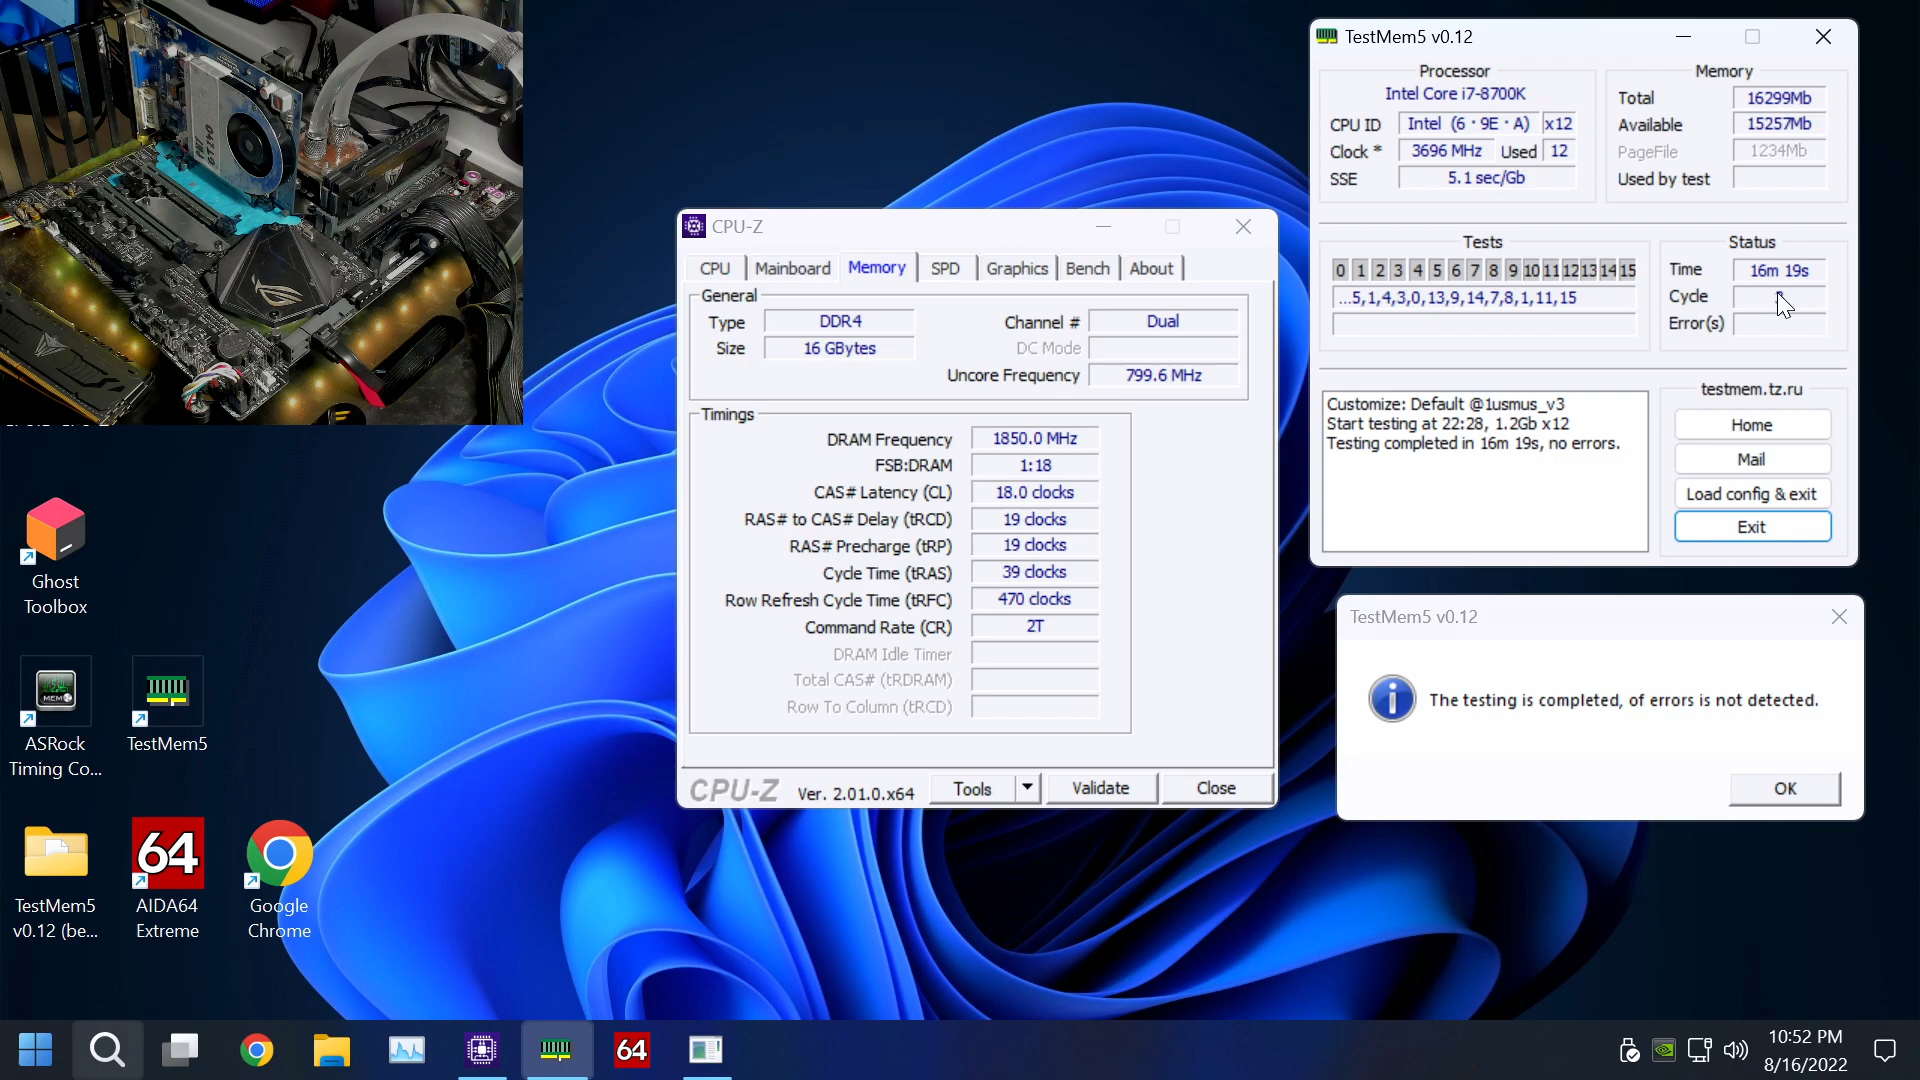 PNY
GT710
TestMem5 v0.12
Processor
Intel Core i7-8700K
CPU ID Intel (6 · 9E · A) x12
Clock * 3696 MHz Used 12
SSE 5.1 sec/Gb
Memory
Total 16299Mb
Available 15257Mb
PageFile 1234Mb
Used by test
Tests
0 1 2 3 4 5 6 7 8 9 10 11 12 13 14 15
...5,1,4,3,0,13,9,14,7,8,1,11,15
Status
Time 16m 19s
Cycle
Error(s)
Customize: Default @1usmus_v3
Start testing at 22:28, 1.2Gb x12
Testing completed in 16m 19s, no errors.
testmem.tz.ru
Home
Mail
Load config & exit
Exit
CPU-Z
CPU Mainboard Memory SPD Graphics Bench About
General
Type DDR4 Channel # Dual
Size 16 GBytes DC Mode
Uncore Frequency 799.6 MHz
Timings
DRAM Frequency 1850.0 MHz
FSB:DRAM 1:18
CAS# Latency (CL) 18.0 clocks
RAS# to CAS# Delay (tRCD) 19 clocks
RAS# Precharge (tRP) 19 clocks
Cycle Time (tRAS) 39 clocks
Row Refresh Cycle Time (tRFC) 470 clocks
Command Rate (CR) 2T
DRAM Idle Timer
Total CAS# (tRDRAM)
Row To Column (tRCD)
CPU-Z Ver. 2.01.0.x64 Tools Validate Close
TestMem5 v0.12
The testing is completed, of errors is not detected.
OK
Ghost
Toolbox
MEM
ASRock
Timing Co...
TestMem5
TestMem5
v0.12 (be...
64
AIDA64
Extreme
Google
Chrome
64
10:52 PM
8/16/2022